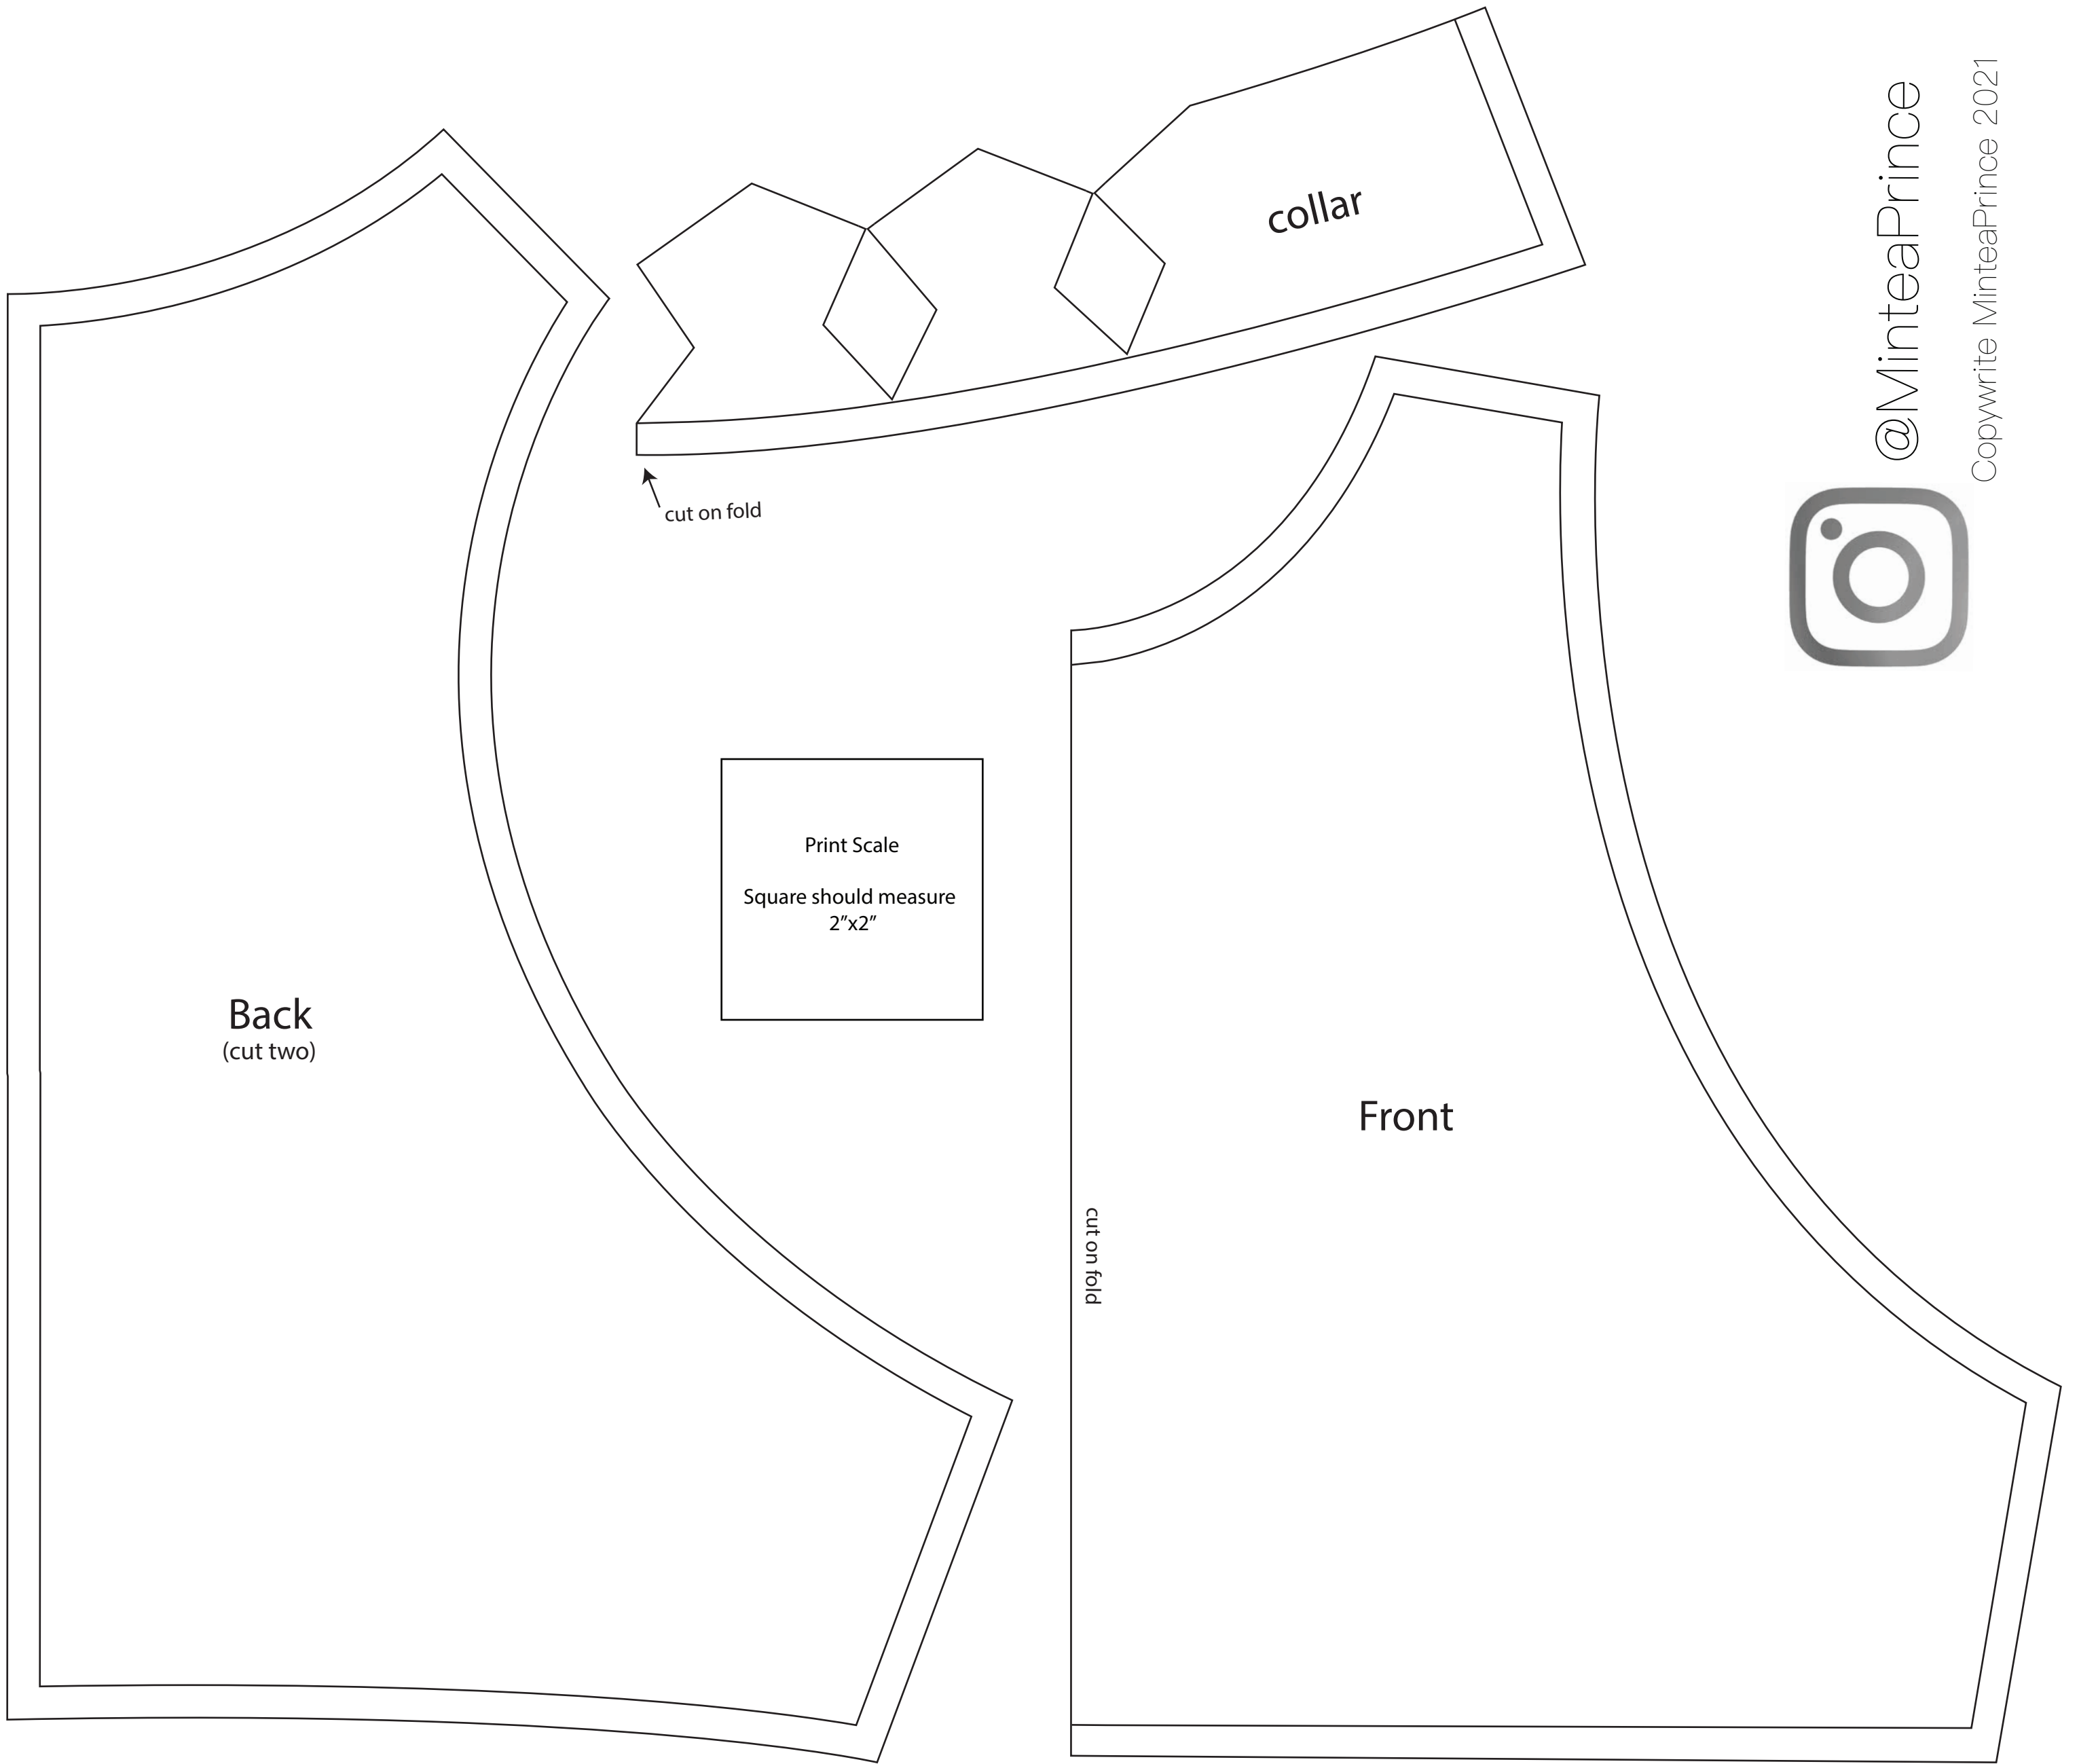 collar
@MinteaPrince
Copywrite MinteaPrince 2021
cut on fold
Print Scale
Square should measure
2”x2”
Back
(cut two)
Front
cut on fold